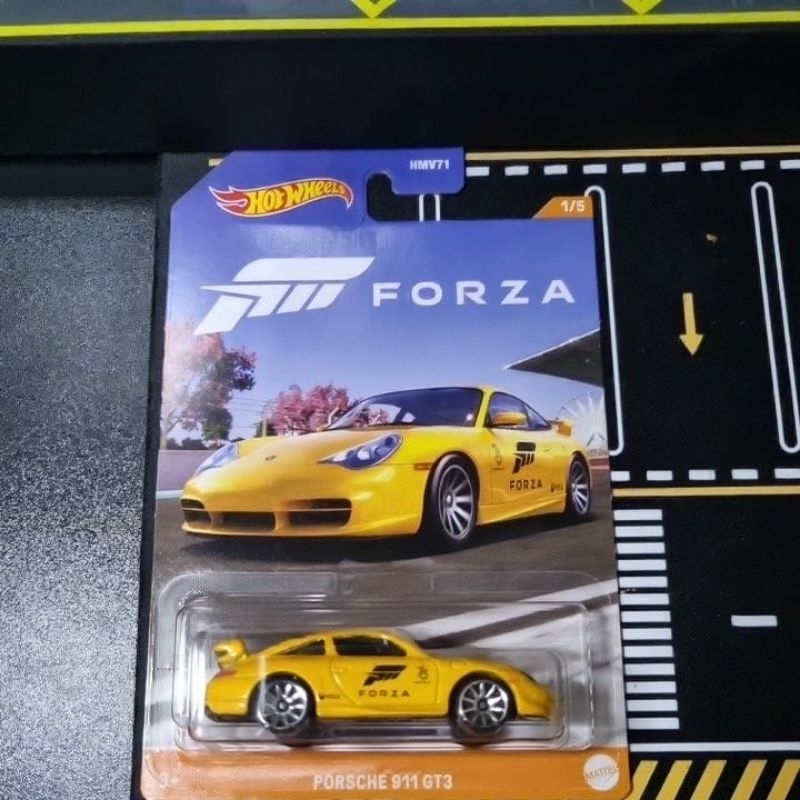 HMV71
HOT WHEELS
1/5
FORZA
FORZA
FORZA
3+
PORSCHE 911 GT3
MATTEL